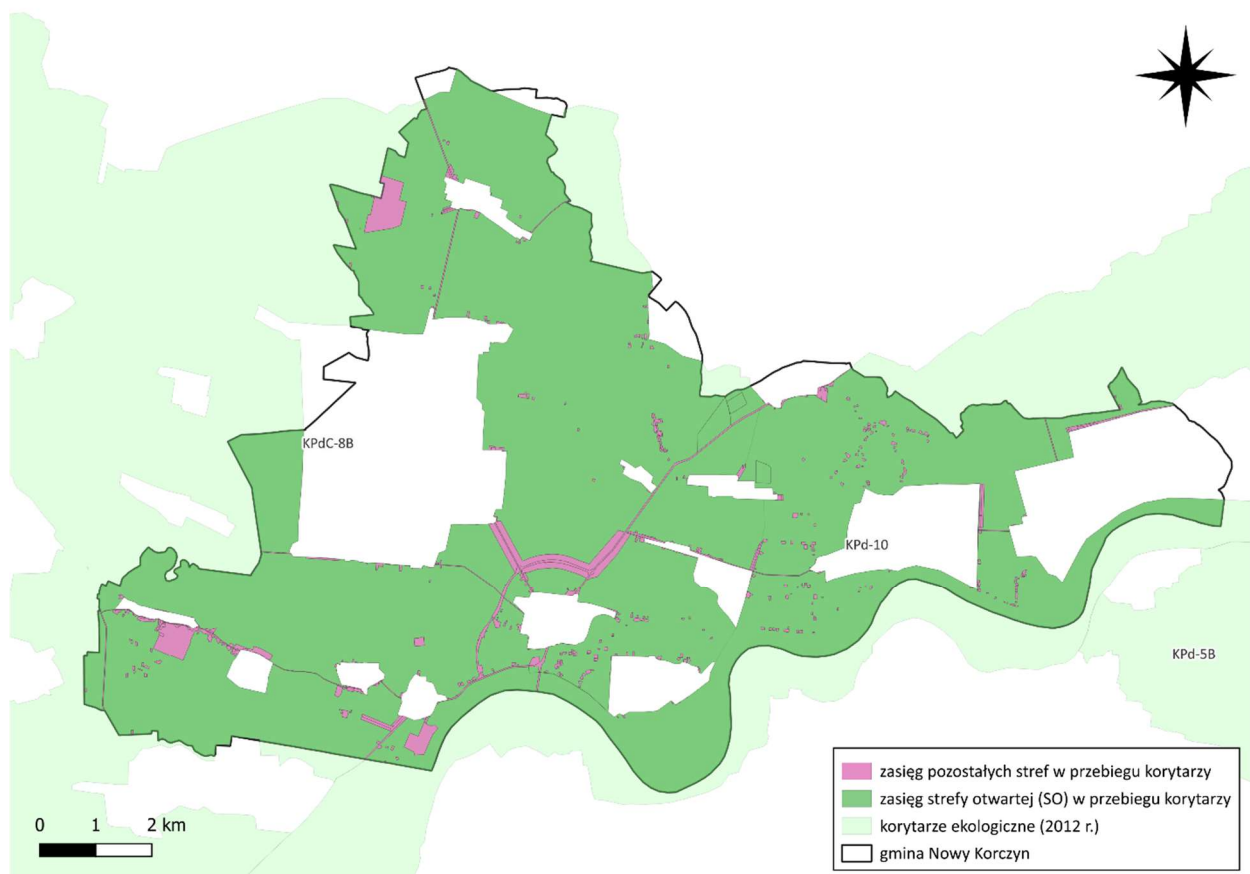 KPdC-8B
KPd-10
KPd-5B
zasięg pozostałych stref w przebiegu korytarzy
zasięg strefy otwartej (SO) w przebiegu korytarzy
korytarze ekologiczne (2012 r.)
gmina Nowy Korczyn
0 1 2 km